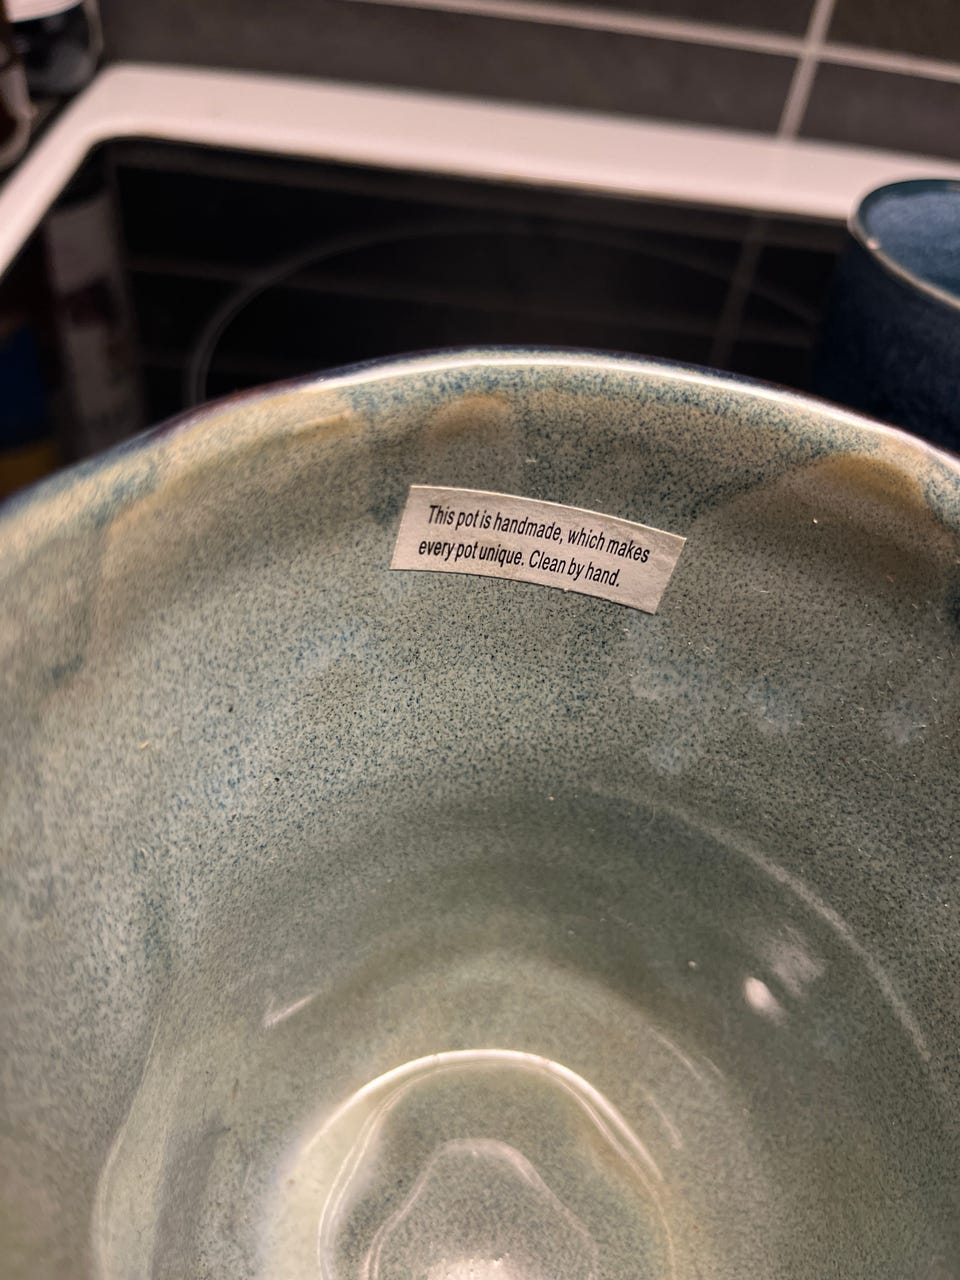 This pot is handmade, which makes
every pot unique. Clean by hand.